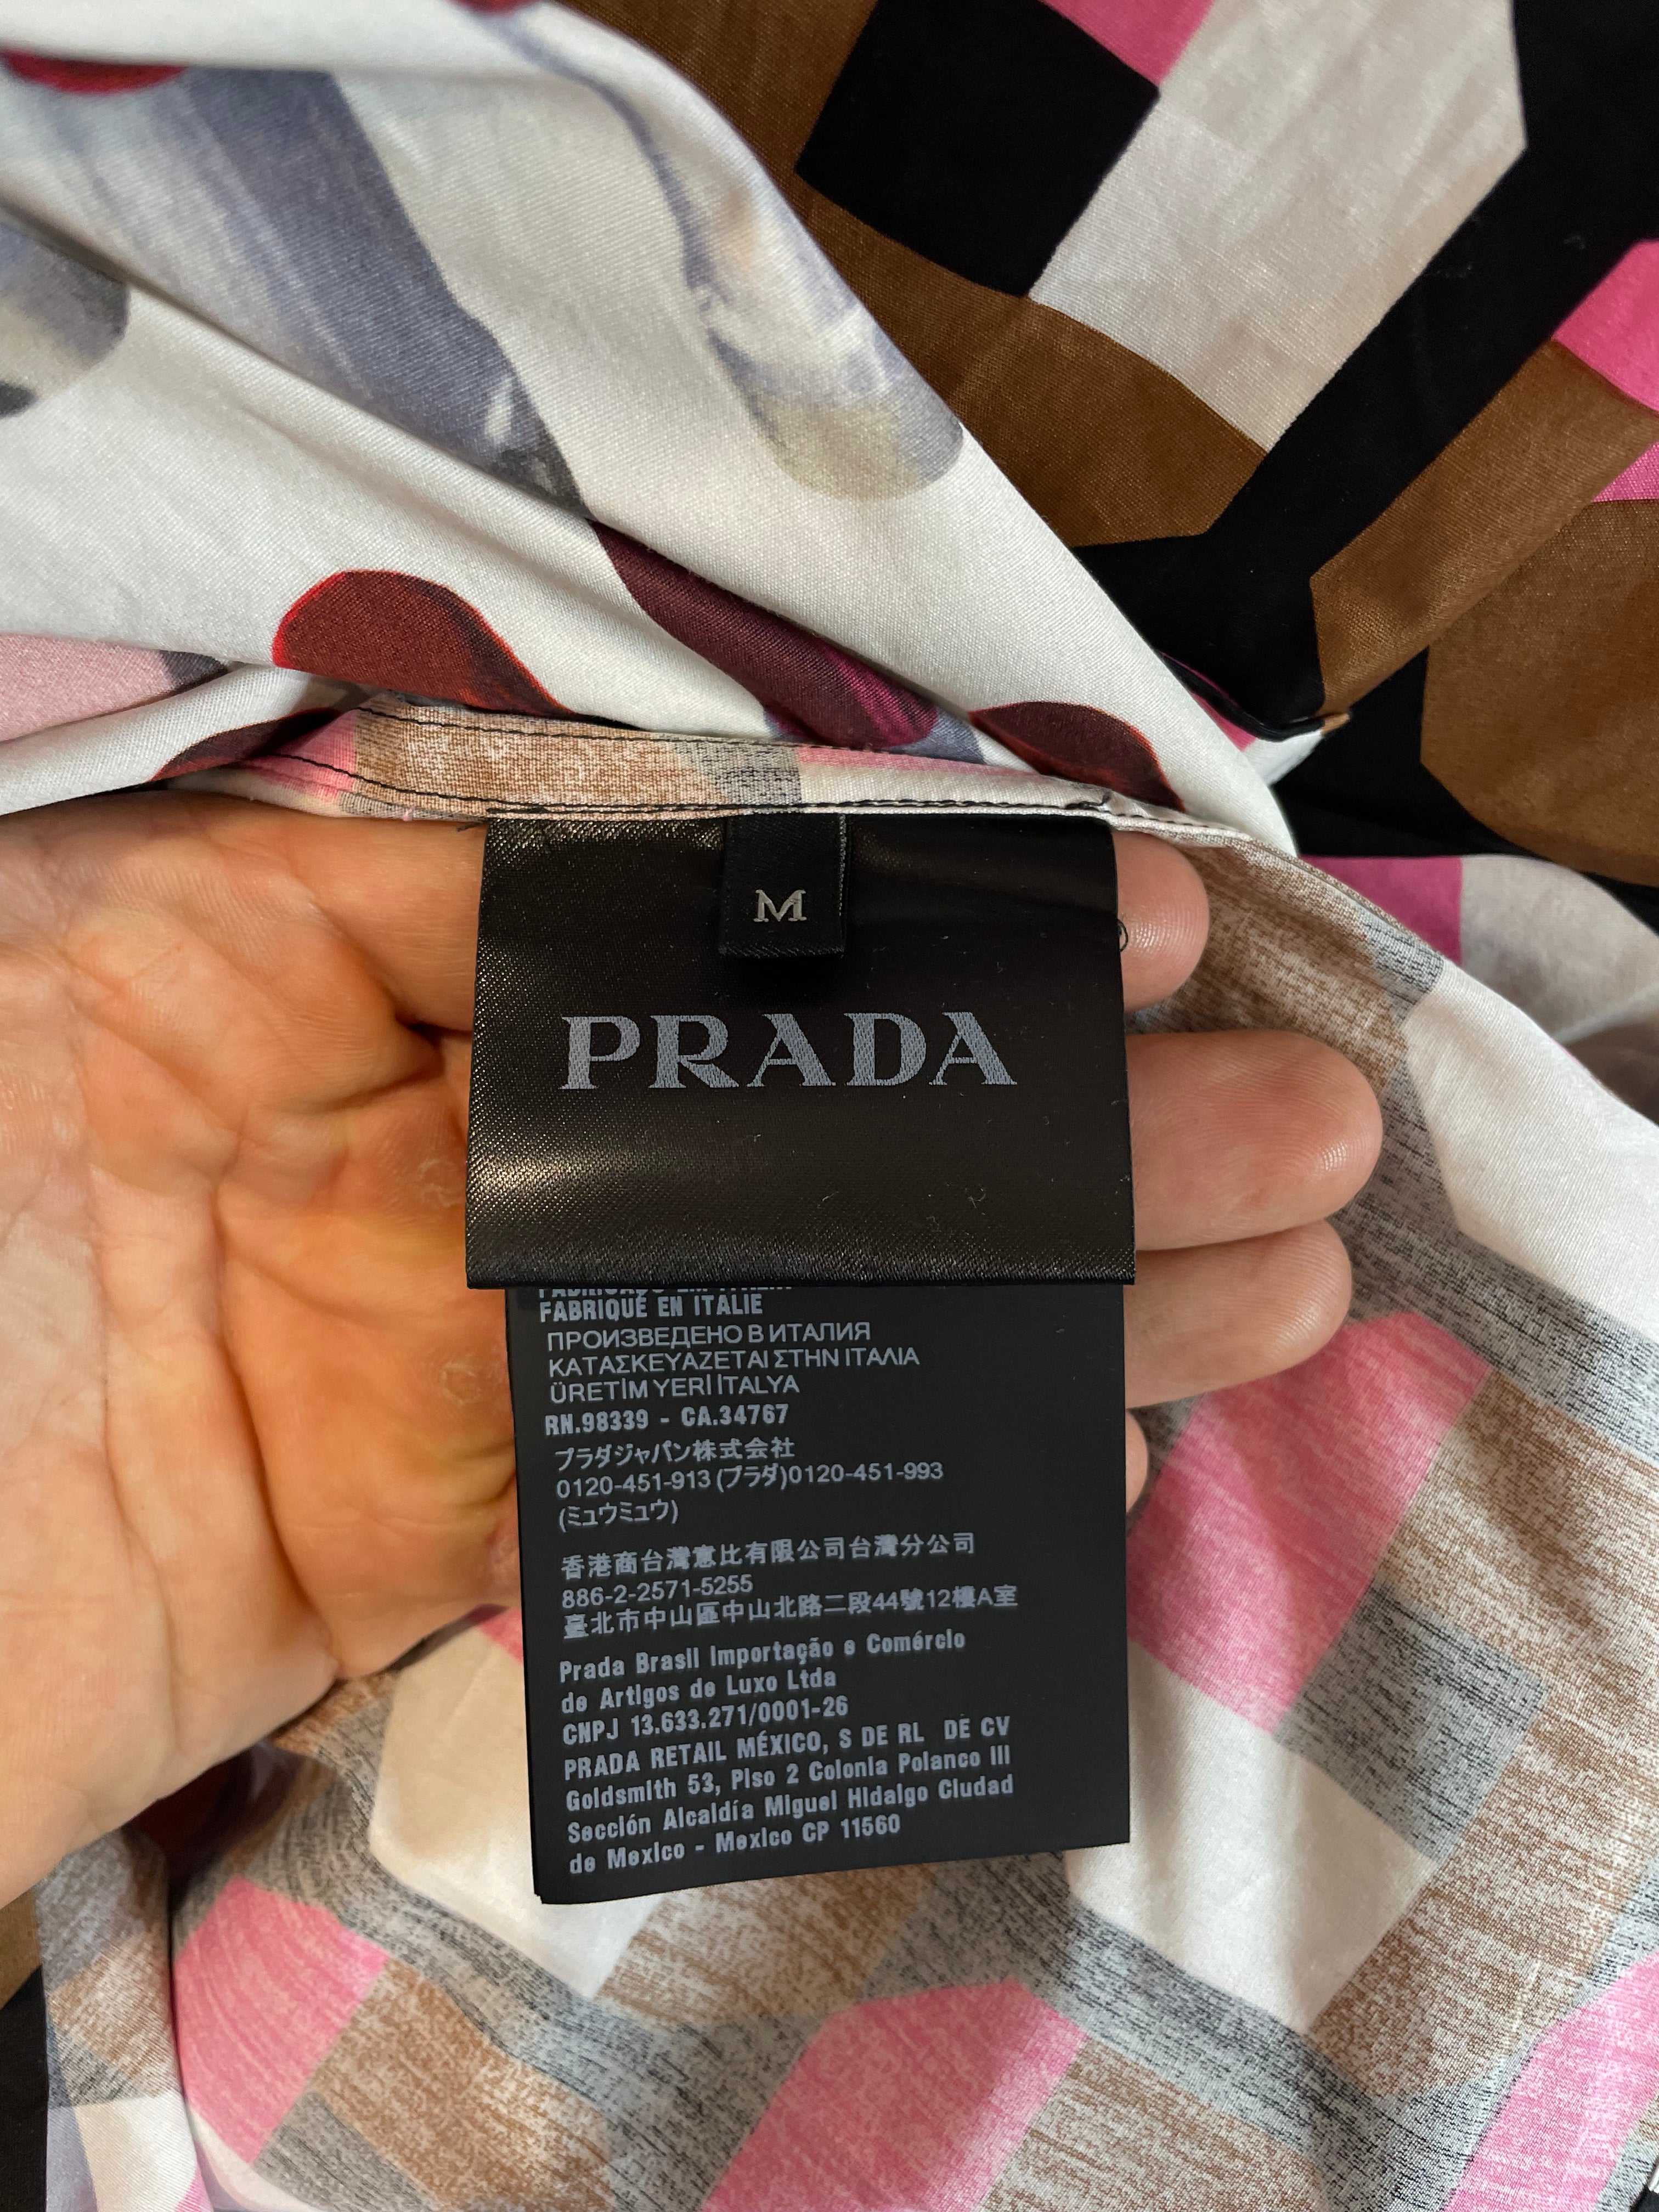 M
PRADA
FABRIQUÉ EN ITALIE
ПРОИЗВЕДЕНО В ИТАЛИЯ
ΚΑΤΑΣΚΕΥΑΖΕΤΑΙ ΣΤΗΝ ΙΤΑΛΙΑ
ÜRETİM YERİ İTALYA
RN.98339 - CA.34767
プラダジャパン株式会社
0120-451-913 (プラダ)0120-451-993
(ミュウミュウ)
香港商台灣意比有限公司台灣分公司
886-2-2571-5255
臺北市中山區中山北路二段44號12樓A室
Prada Brasil Importação e Comércio
de Artigos de Luxo Ltda
CNPJ 13.633.271/0001-26
PRADA RETAIL MÉXICO, S DE RL DE CV
Goldsmith 53, Piso 2 Colonia Polanco III
Sección Alcaldía Miguel Hidalgo Ciudad
de Mexico - Mexico CP 11560